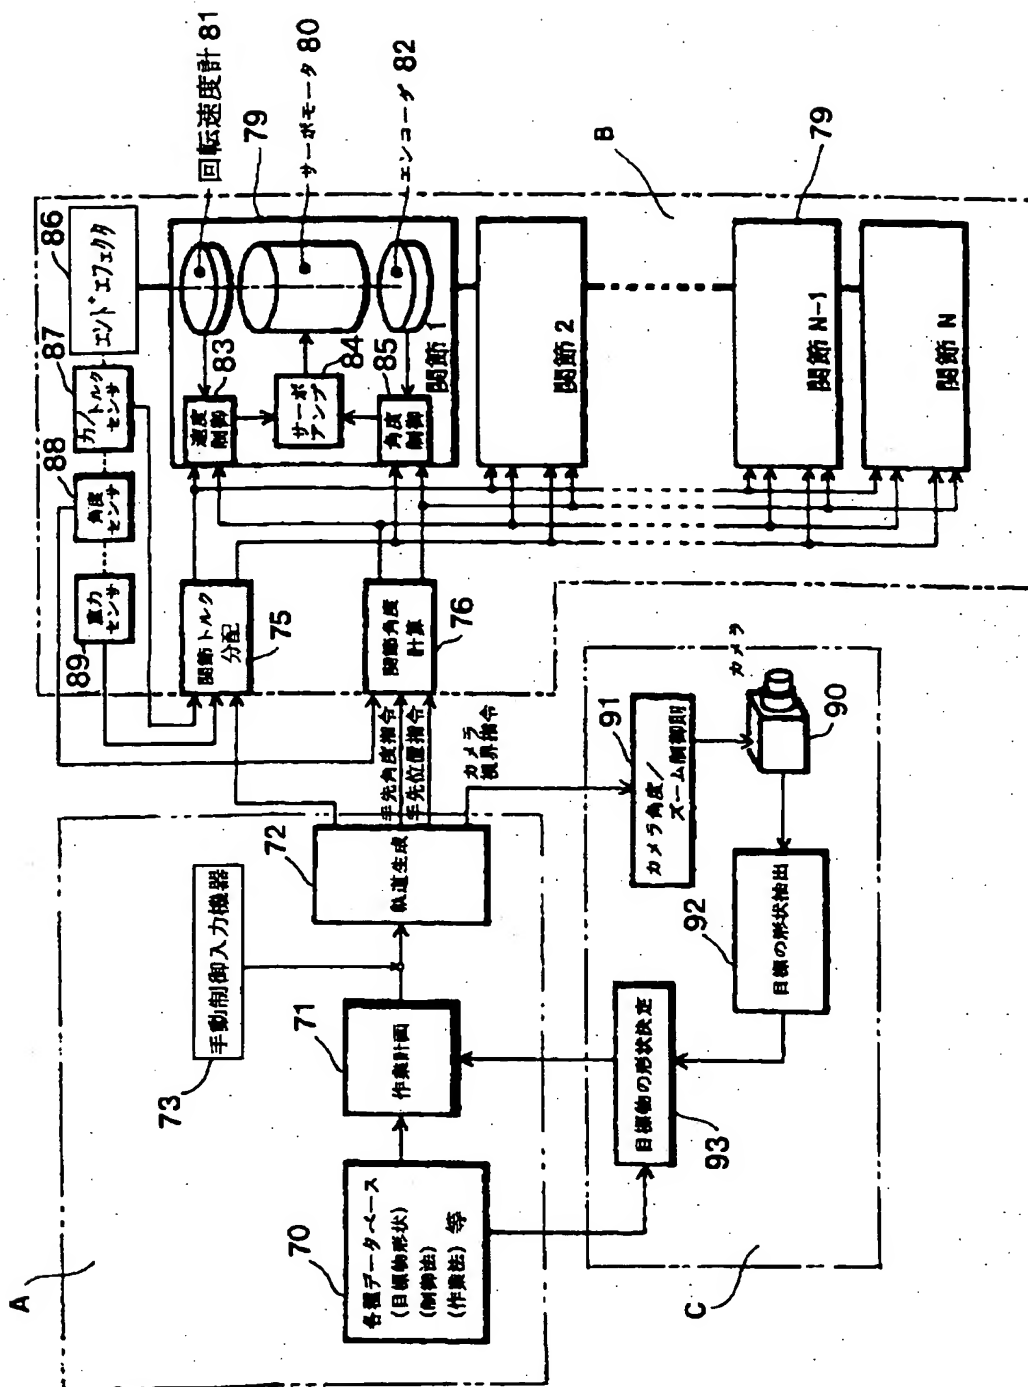 A
73
手動制御入力機器
70
各種データベース
(目標物形状)
(制御法)
(作業法) 等
71
作業計画
72
軌道生成
手先角度指令
手先位置指令
カメラ
視界指令
C
93
目標物の形状決定
92
目標の形状抽出
91
カメラ角度/
ズーム制御則
カメラ
90
B
89
重力
センサ
88
角度
センサ
87
力/トルク
センサ
86
エンドエフェクタ
75
関節トルク
分配
76
関節角度
計算
83
速度
制御
84
サーボ
アンプ
85
角度
制御
関節 1
回転速度計 81
79
サーボモータ 80
エンコーダ 82
関節 2
79
関節 N-1
関節 N